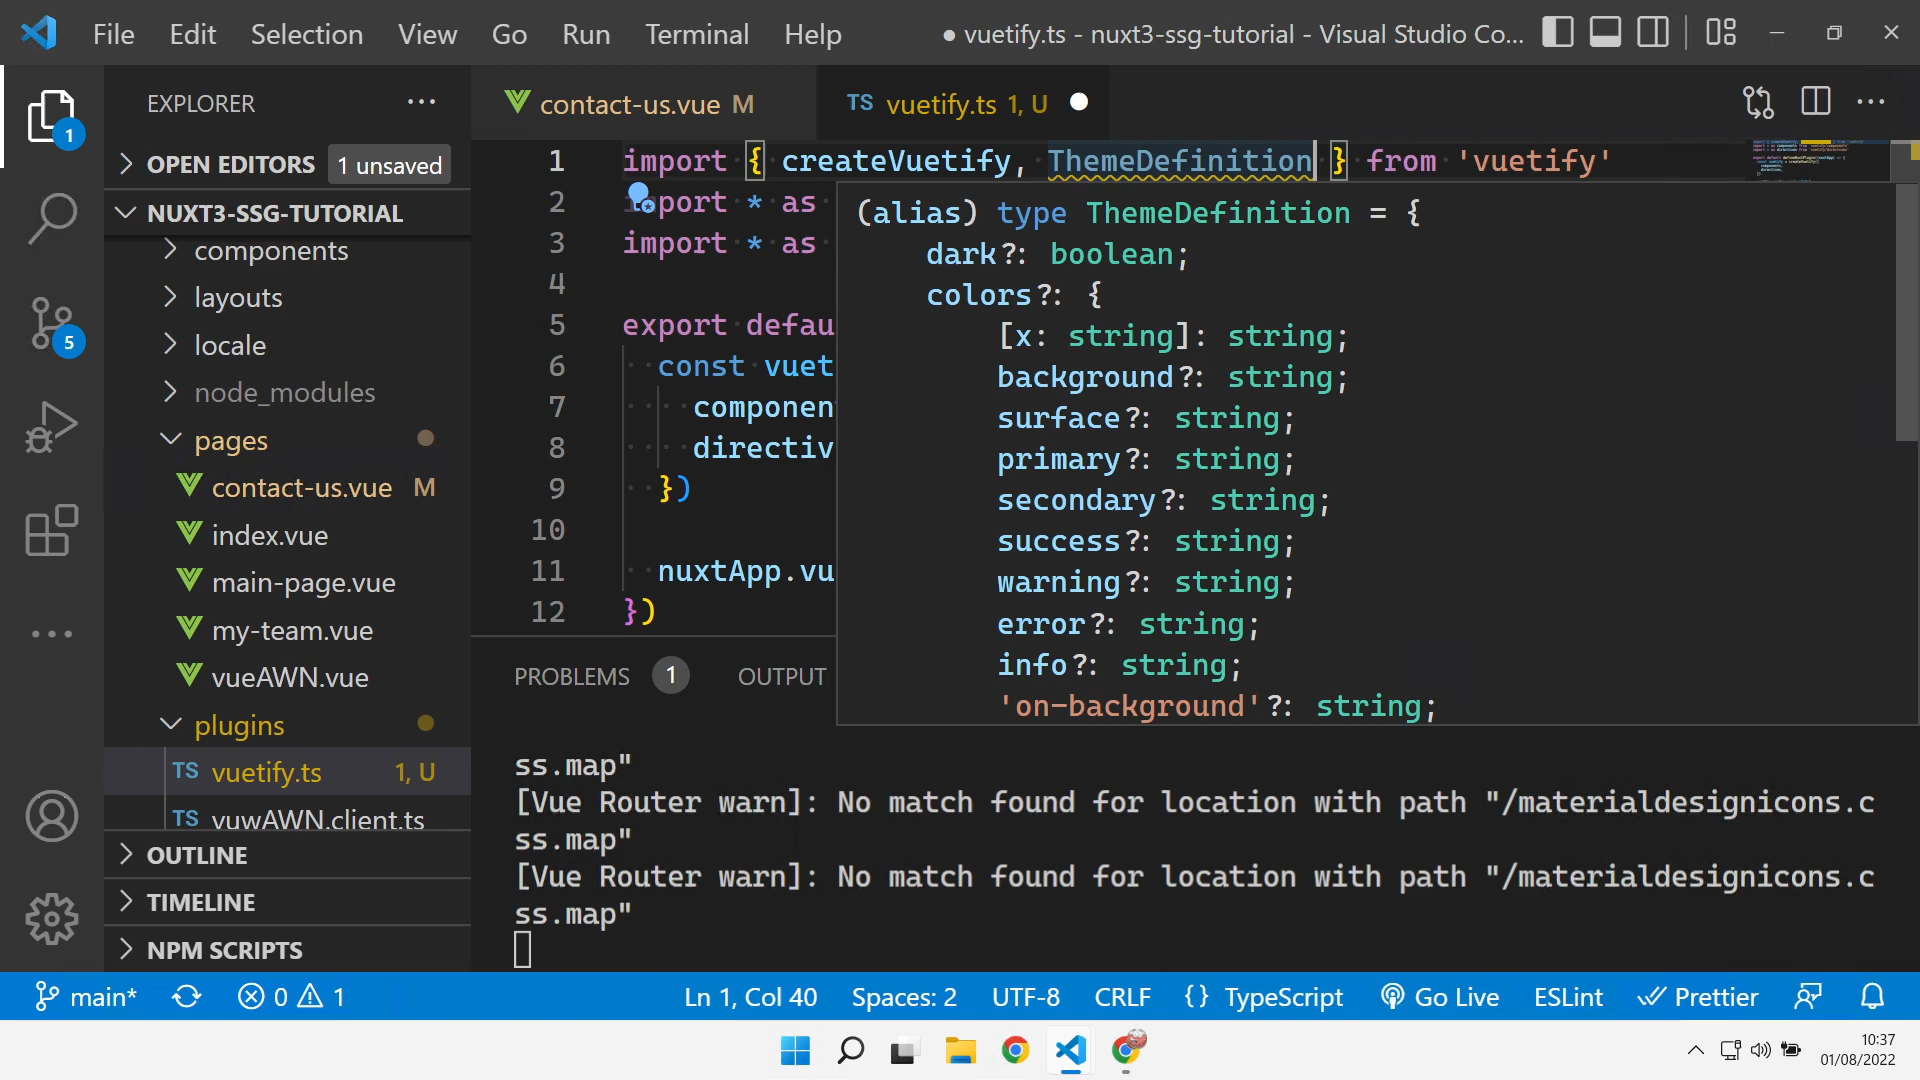 File Edit Selection View Go Run Terminal Help
● vuetify.ts - nuxt3-ssg-tutorial - Visual Studio Co...
EXPLORER
OPEN EDITORS 1 unsaved
NUXT3-SSG-TUTORIAL
components
layouts
locale
node_modules
pages
contact-us.vue M
index.vue
main-page.vue
my-team.vue
vueAWN.vue
plugins
TS vuetify.ts 1, U
TS vuwAWN.client.ts
OUTLINE
TIMELINE
NPM SCRIPTS
1
5
contact-us.vue M
TS vuetify.ts 1, U
1 import { createVuetify, ThemeDefinition } from 'vuetify'
2 import * as
3 import * as
4
5 export defau
6 const vuet
7 componen
8 directiv
9 })
10
11 nuxtApp.vu
12 })
(alias) type ThemeDefinition = {
dark?: boolean;
colors?: {
[x: string]: string;
background?: string;
surface?: string;
primary?: string;
secondary?: string;
success?: string;
warning?: string;
error?: string;
info?: string;
'on-background'?: string;
PROBLEMS 1 OUTPUT
ss.map"
[Vue Router warn]: No match found for location with path "/materialdesignicons.c
ss.map"
[Vue Router warn]: No match found for location with path "/materialdesignicons.c
ss.map"
main* 0 1 Ln 1, Col 40 Spaces: 2 UTF-8 CRLF {} TypeScript Go Live ESLint Prettier
10:37
01/08/2022